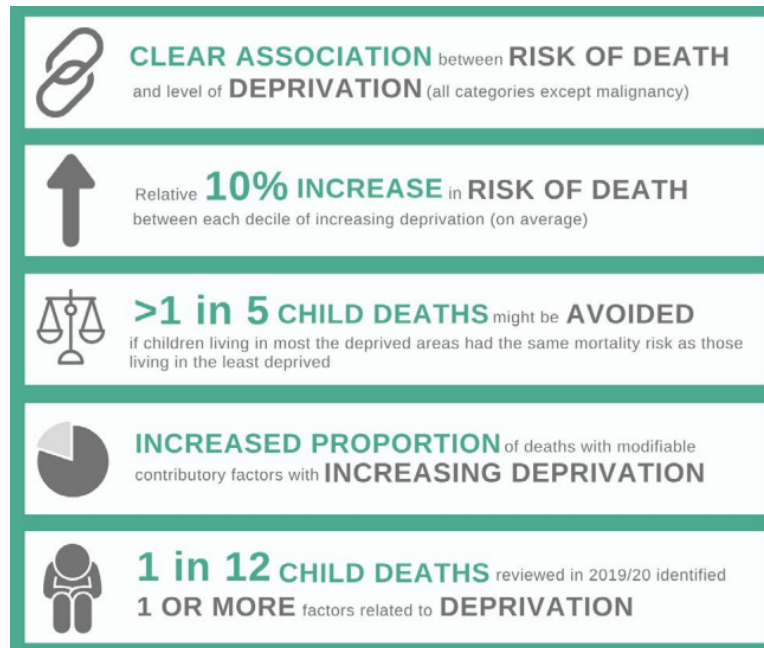 CLEAR ASSOCIATION between RISK OF DEATH
and level of DEPRIVATION (all categories except malignancy)
Relative 10% INCREASE in RISK OF DEATH
between each decile of increasing deprivation (on average)
>1 in 5 CHILD DEATHS might be AVOIDED
if children living in most the deprived areas had the same mortality risk as those
living in the least deprived
INCREASED PROPORTION of deaths with modifiable
contributory factors with INCREASING DEPRIVATION
1 in 12 CHILD DEATHS reviewed in 2019/20 identified
1 OR MORE factors related to DEPRIVATION